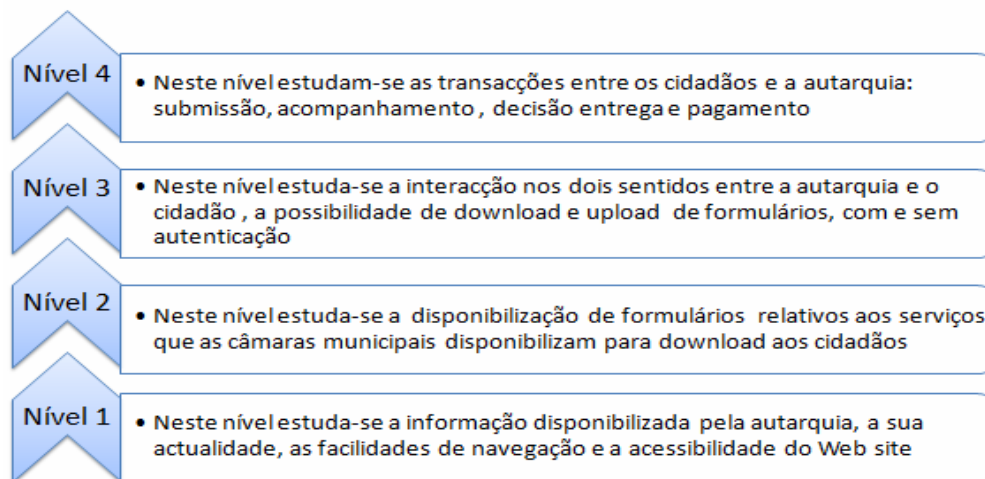 Nível 4
• Neste nível estudam-se as transacções entre os cidadãos e a autarquia:
submissão, acompanhamento , decisão entrega e pagamento
Nível 3
• Neste nível estuda-se a interacção nos dois sentidos entre a autarquia e o
cidadão , a possibilidade de download e upload de formulários, com e sem
autenticação
Nível 2
• Neste nível estuda-se a disponibilização de formulários relativos aos serviços
que as câmaras municipais disponibilizam para download aos cidadãos
Nível 1
• Neste nível estuda-se a informação disponibilizada pela autarquia, a sua
actualidade, as facilidades de navegação e a acessibilidade do Web site